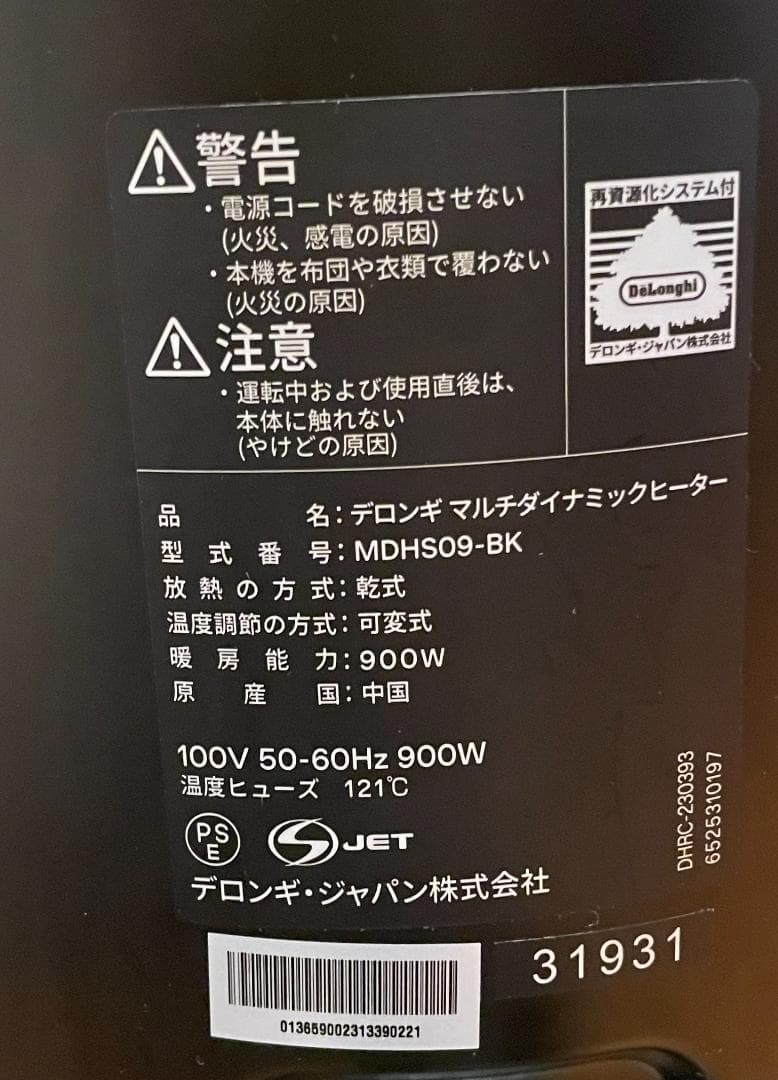 警告
・電源コードを破損させない
(火災、感電の原因)
・本機を布団や衣類で覆わない
(火災の原因)
注意
・運転中および使用直後は、
本体に触れない
(やけどの原因)
再資源化システム付
DeLonghi
デロンギ・ジャパン株式会社
品名：デロンギ マルチダイナミックヒーター
型式番号：MDHS09-BK
放熱の方式：乾式
温度調節の方式：可変式
暖房能力：900W
原産国：中国
100V 50-60Hz 900W
温度ヒューズ 121℃
PSE
JET
デロンギ・ジャパン株式会社
DHRC-230393
6525310197
013659002313390221
31931